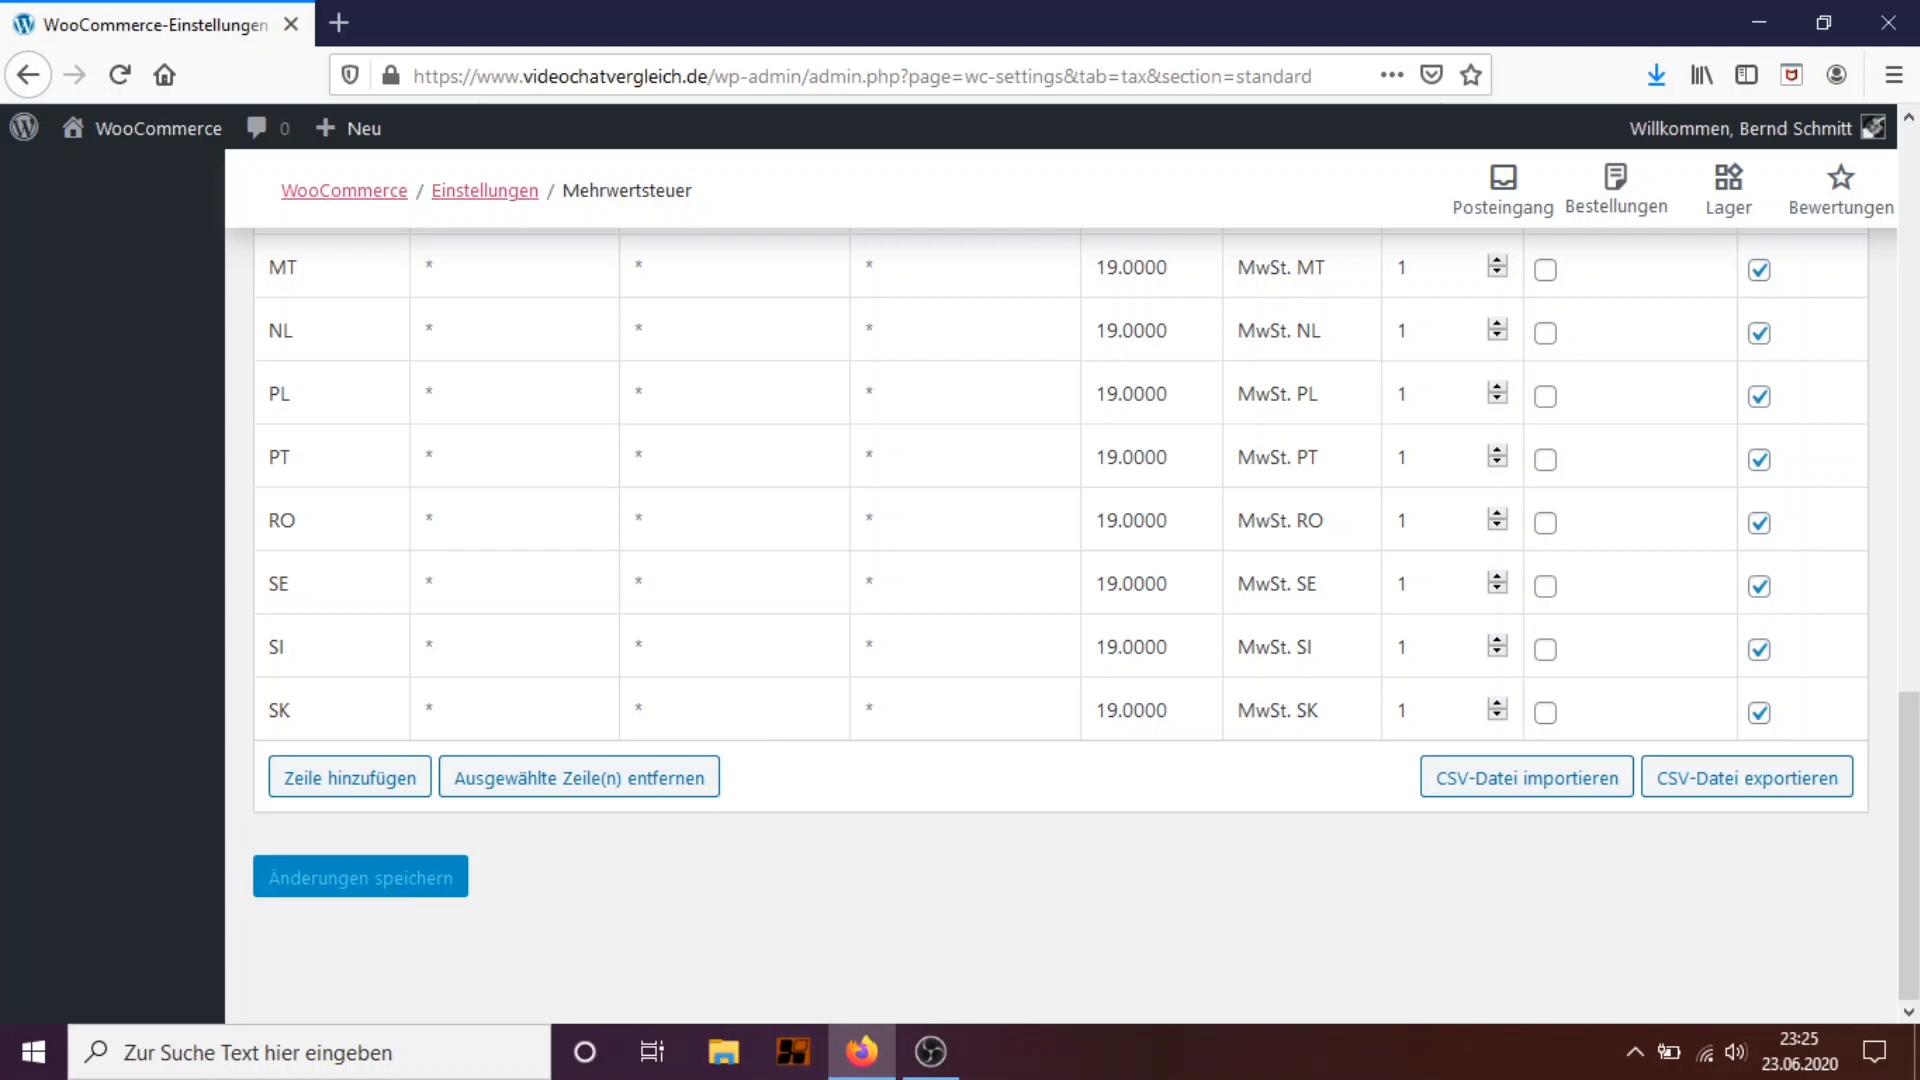 WooCommerce-Einstellungen
https://www.videochatvergleich.de/wp-admin/admin.php?page=wc-settings&tab=tax&section=standard
WooCommerce 0 Neu Willkommen, Bernd Schmitt
WooCommerce / Einstellungen / Mehrwertsteuer
Posteingang Bestellungen Lager Bewertungen
MT * * * 19.0000 MwSt. MT 1
NL * * * 19.0000 MwSt. NL 1
PL * * * 19.0000 MwSt. PL 1
PT * * * 19.0000 MwSt. PT 1
RO * * * 19.0000 MwSt. RO 1
SE * * * 19.0000 MwSt. SE 1
SI * * * 19.0000 MwSt. SI 1
SK * * * 19.0000 MwSt. SK 1
Zeile hinzufügen Ausgewählte Zeile(n) entfernen CSV-Datei importieren CSV-Datei exportieren
Änderungen speichern
Zur Suche Text hier eingeben
23:25
23.06.2020